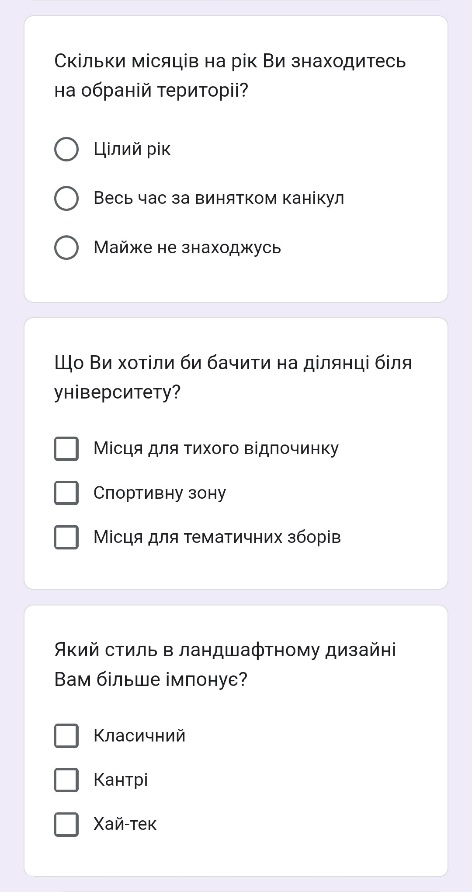 Скільки місяців на рік Ви знаходитесь
на обраній території?
Цілий рік
Весь час за винятком канікул
Майже не знаходжусь
Що Ви хотіли би бачити на ділянці біля
університету?
Місця для тихого відпочинку
Спортивну зону
Місця для тематичних зборів
Який стиль в ландшафтному дизайні
Вам більше імпонує?
Класичний
Кантрі
Хай-тек